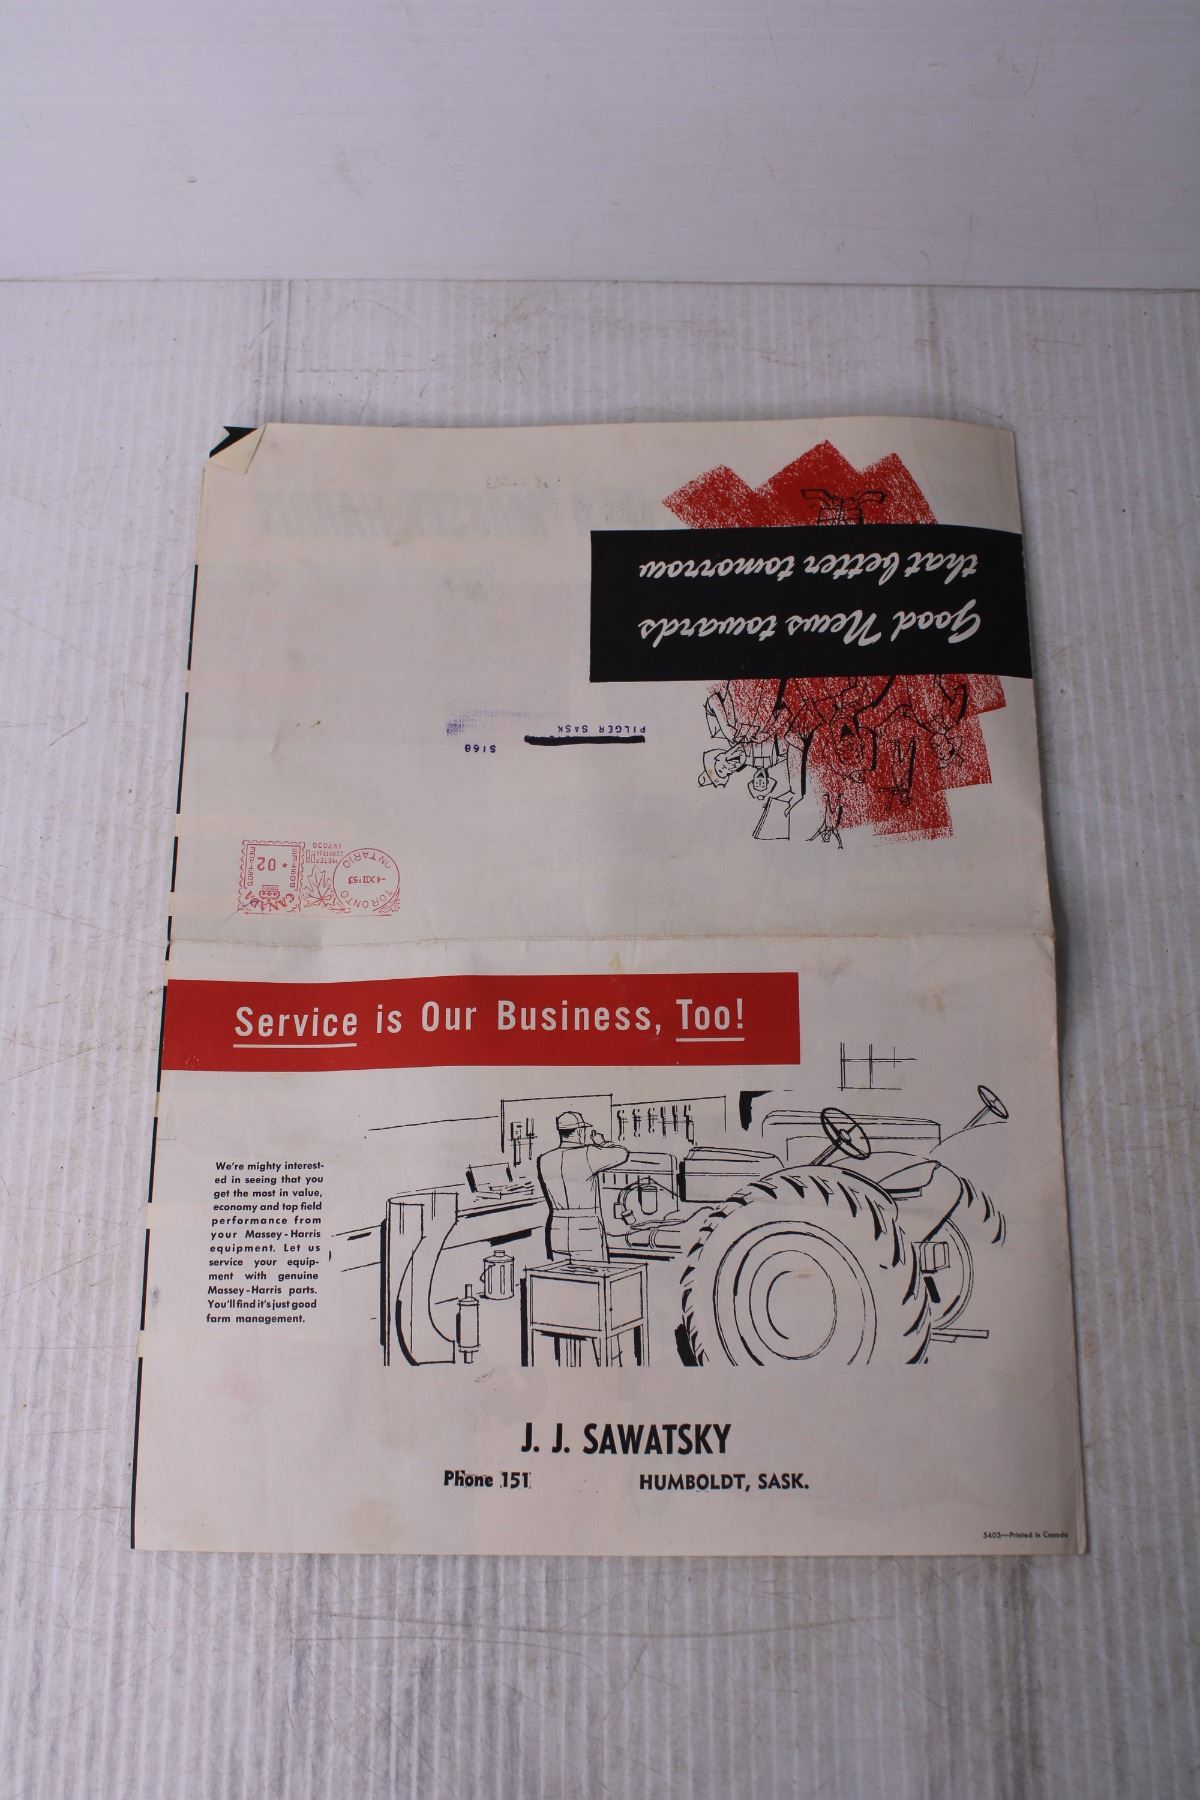 Good News towards
that better tomorrow
PILGER SASK
S168
TORONTO
-4 XII '53
ONTARIO
METER
147030
CANADA
02
Service is Our Business, Too!
We're mighty interest-
ed in seeing that you
get the most in value,
economy and top field
performance from
your Massey-Harris
equipment. Let us
service your equip-
ment with genuine
Massey-Harris parts.
You'll find it's just good
farm management.
J. J. SAWATSKY
Phone 151 HUMBOLDT, SASK.
5403—Printed in Canada